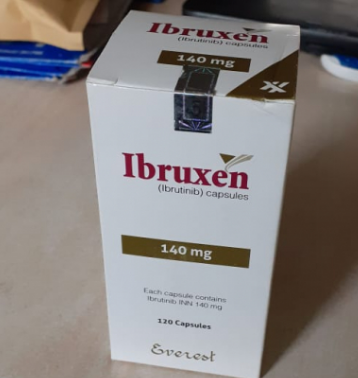 Ibruxen
(Ibrutinib) capsules
140 mg
Ibruxen
(Ibrutinib) capsules
140 mg
Each capsule contains
Ibrutinib INN 140 mg
120 Capsules
Everest